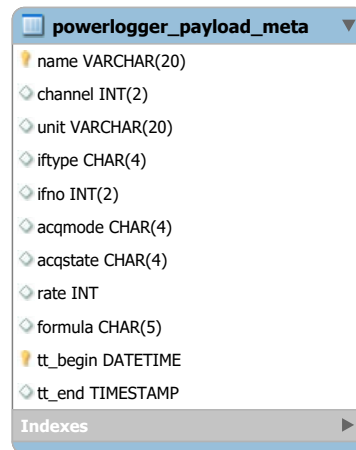 powerlogger_payload_meta
name VARCHAR(20)
channel INT(2)
unit VARCHAR(20)
iftype CHAR(4)
ifno INT(2)
acqmode CHAR(4)
acqstate CHAR(4)
rate INT
formula CHAR(5)
tt_begin DATETIME
tt_end TIMESTAMP
Indexes